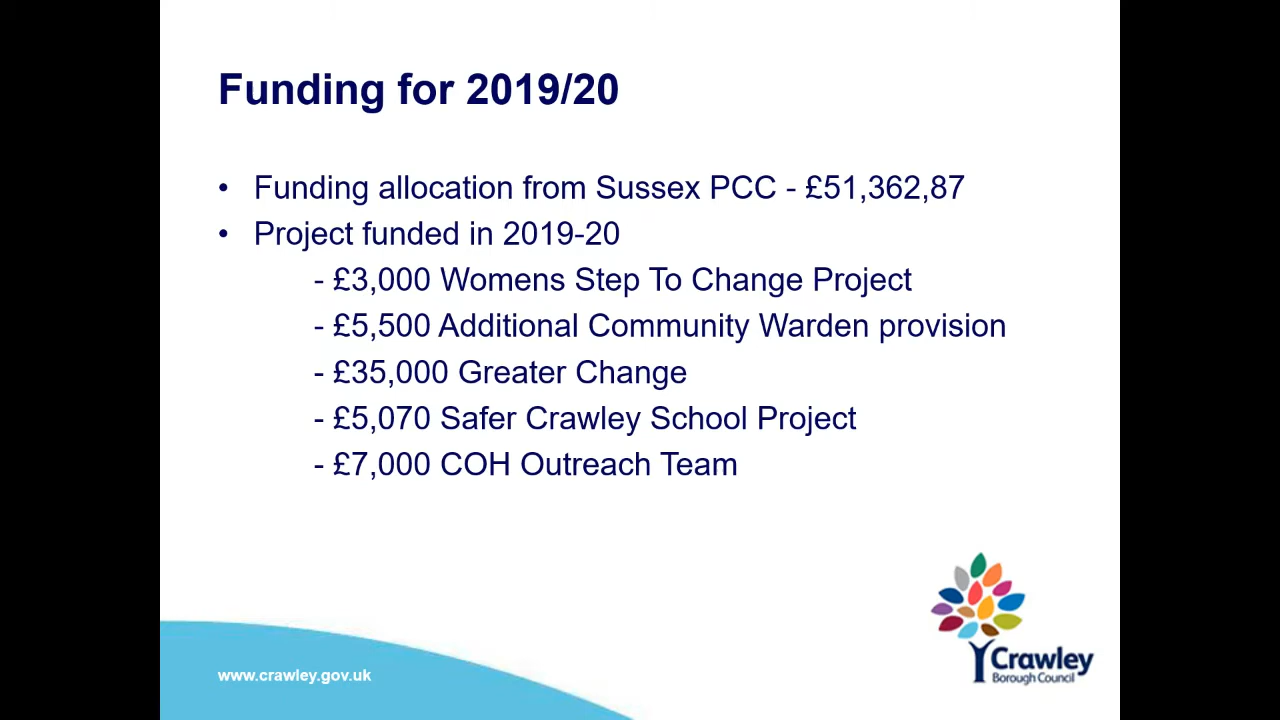 Funding for 2019/20
• Funding allocation from Sussex PCC - £51,362,87
• Project funded in 2019-20
- £3,000 Womens Step To Change Project
- £5,500 Additional Community Warden provision
- £35,000 Greater Change
- £5,070 Safer Crawley School Project
- £7,000 COH Outreach Team
www.crawley.gov.uk
Crawley
Borough Council